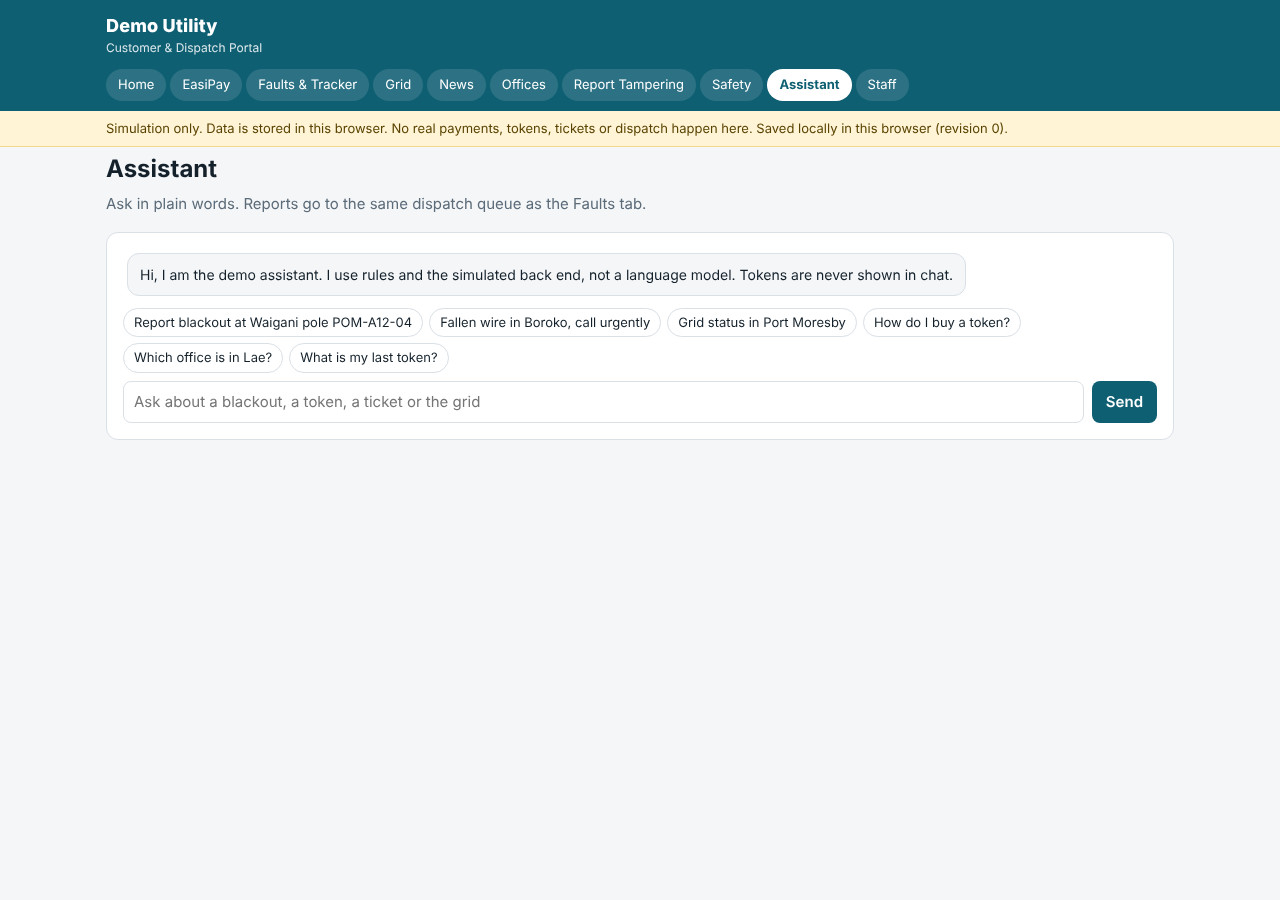 Demo Utility
Customer & Dispatch Portal
Home EasiPay Faults & Tracker Grid News Offices Report Tampering Safety Assistant Staff
Simulation only. Data is stored in this browser. No real payments, tokens, tickets or dispatch happen here. Saved locally in this browser (revision 0).
Assistant
Ask in plain words. Reports go to the same dispatch queue as the Faults tab.
Hi, I am the demo assistant. I use rules and the simulated back end, not a language model. Tokens are never shown in chat.
Report blackout at Waigani pole POM-A12-04 Fallen wire in Boroko, call urgently Grid status in Port Moresby How do I buy a token?
Which office is in Lae? What is my last token?
Ask about a blackout, a token, a ticket or the grid Send